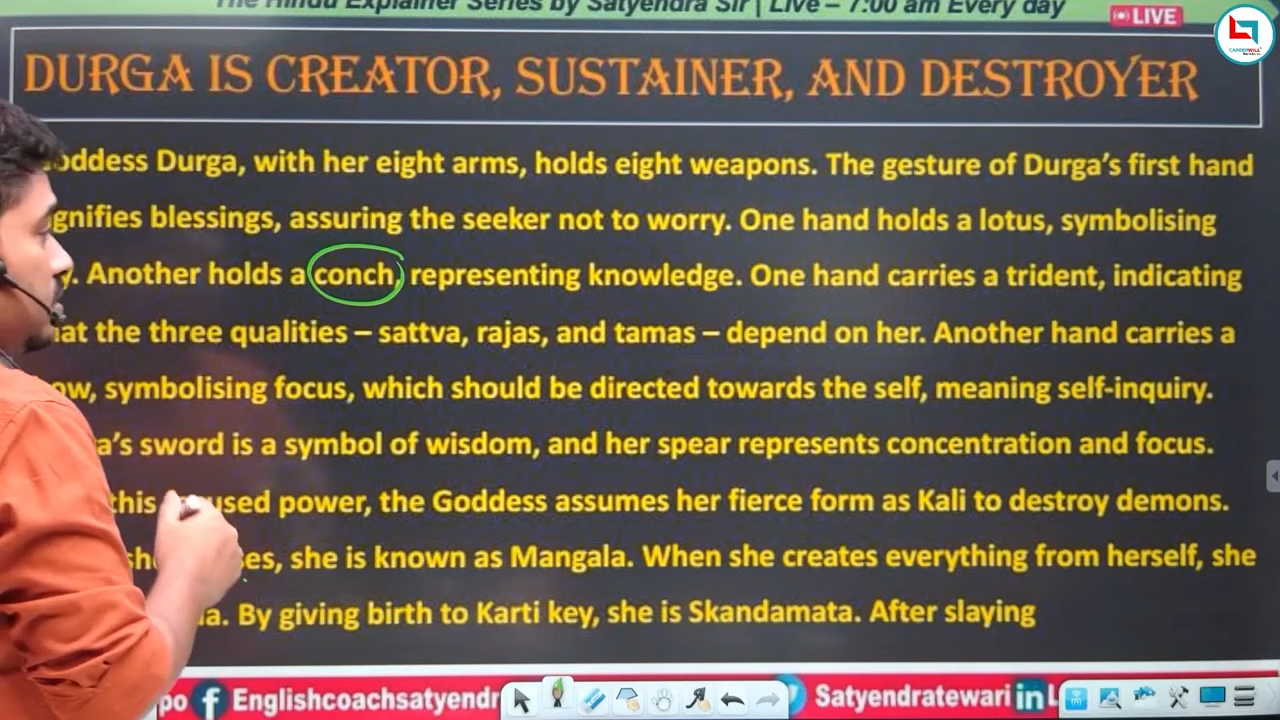 The Hindu Explainer Series by Satyendra Sir | Live – 7:00 am Every day
LIVE
CAREERWILL
DURGA IS CREATOR, SUSTAINER, AND DESTROYER
oddess Durga, with her eight arms, holds eight weapons. The gesture of Durga's first hand
gnifies blessings, assuring the seeker not to worry. One hand holds a lotus, symbolising
y. Another holds a conch, representing knowledge. One hand carries a trident, indicating
at the three qualities – sattva, rajas, and tamas – depend on her. Another hand carries a
ow, symbolising focus, which should be directed towards the self, meaning self-inquiry.
a's sword is a symbol of wisdom, and her spear represents concentration and focus.
this used power, the Goddess assumes her fierce form as Kali to destroy demons.
es, she is known as Mangala. When she creates everything from herself, she
a. By giving birth to Karti key, she is Skandamata. After slaying
po f Englishcoachsatyendr Satyendratewari in L